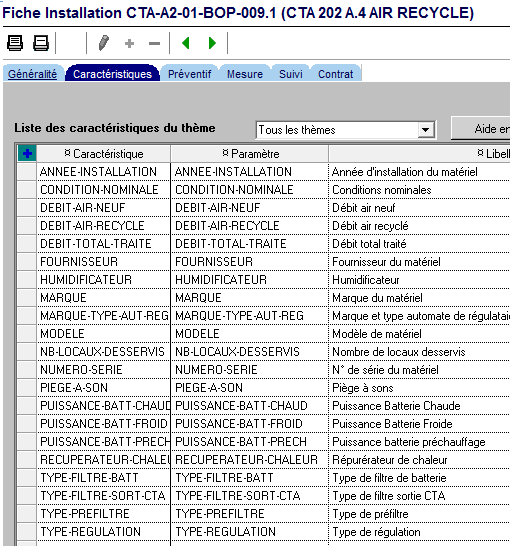 Fiche Installation CTA-A2-01-BOP-009.1 (CTA 202 A.4 AIR RECYCLE)
Généralité Caractéristiques Préventif Mesure Suivi Contrat
Liste des caractéristiques du thème Tous les thèmes Aide en
¤ Caractéristique ¤ Paramètre ¤ Libell
ANNEE-INSTALLATION ANNEE-INSTALLATION Année d'installation du matériel
CONDITION-NOMINALE CONDITION-NOMINALE Conditions nominales
DEBIT-AIR-NEUF DEBIT-AIR-NEUF Débit air neuf
DEBIT-AIR-RECYCLE DEBIT-AIR-RECYCLE Débit air recyclé
DEBIT-TOTAL-TRAITE DEBIT-TOTAL-TRAITE Débit total traité
FOURNISSEUR FOURNISSEUR Fournisseur du matériel
HUMIDIFICATEUR HUMIDIFICATEUR Humidificateur
MARQUE MARQUE Marque du matériel
MARQUE-TYPE-AUT-REG MARQUE-TYPE-AUT-REG Marque et type automate de régulatio
MODELE MODELE Modèle de matériel
NB-LOCAUX-DESSERVIS NB-LOCAUX-DESSERVIS Nombre de locaux desservis
NUMERO-SERIE NUMERO-SERIE N° de série du matériel
PIEGE-A-SON PIEGE-A-SON Piège à sons
PUISSANCE-BATT-CHAUD PUISSANCE-BATT-CHAUD Puissance Batterie Chaude
PUISSANCE-BATT-FROID PUISSANCE-BATT-FROID Puissance Batterie Froide
PUISSANCE-BATT-PRECH PUISSANCE-BATT-PRECH Puissance batterie préchauffage
RECUPERATEUR-CHALEU RECUPERATEUR-CHALEUR Répurérateur de chaleur
TYPE-FILTRE-BATT TYPE-FILTRE-BATT Type de filtre de batterie
TYPE-FILTRE-SORT-CTA TYPE-FILTRE-SORT-CTA Type de filtre sortie CTA
TYPE-PREFILTRE TYPE-PREFILTRE Type de préfiltre
TYPE-REGULATION TYPE-REGULATION Type de régulation